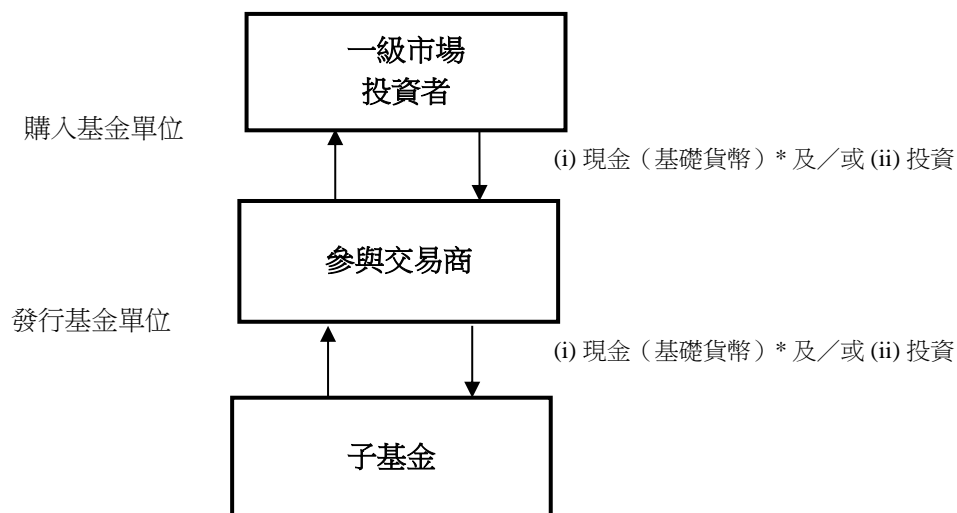 一級市場
投資者
購入基金單位
(i) 現金（基礎貨幣）* 及／或 (ii) 投資
參與交易商
發行基金單位
(i) 現金（基礎貨幣）* 及／或 (ii) 投資
子基金